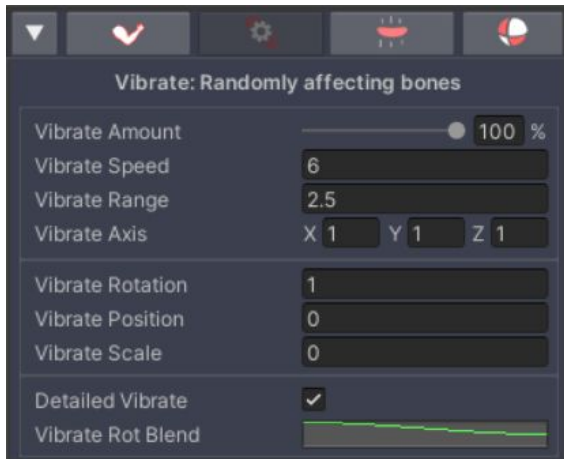 Vibrate: Randomly affecting bones
Vibrate Amount 100 %
Vibrate Speed 6
Vibrate Range 2.5
Vibrate Axis X 1 Y 1 Z 1
Vibrate Rotation 1
Vibrate Position 0
Vibrate Scale 0
Detailed Vibrate
Vibrate Rot Blend